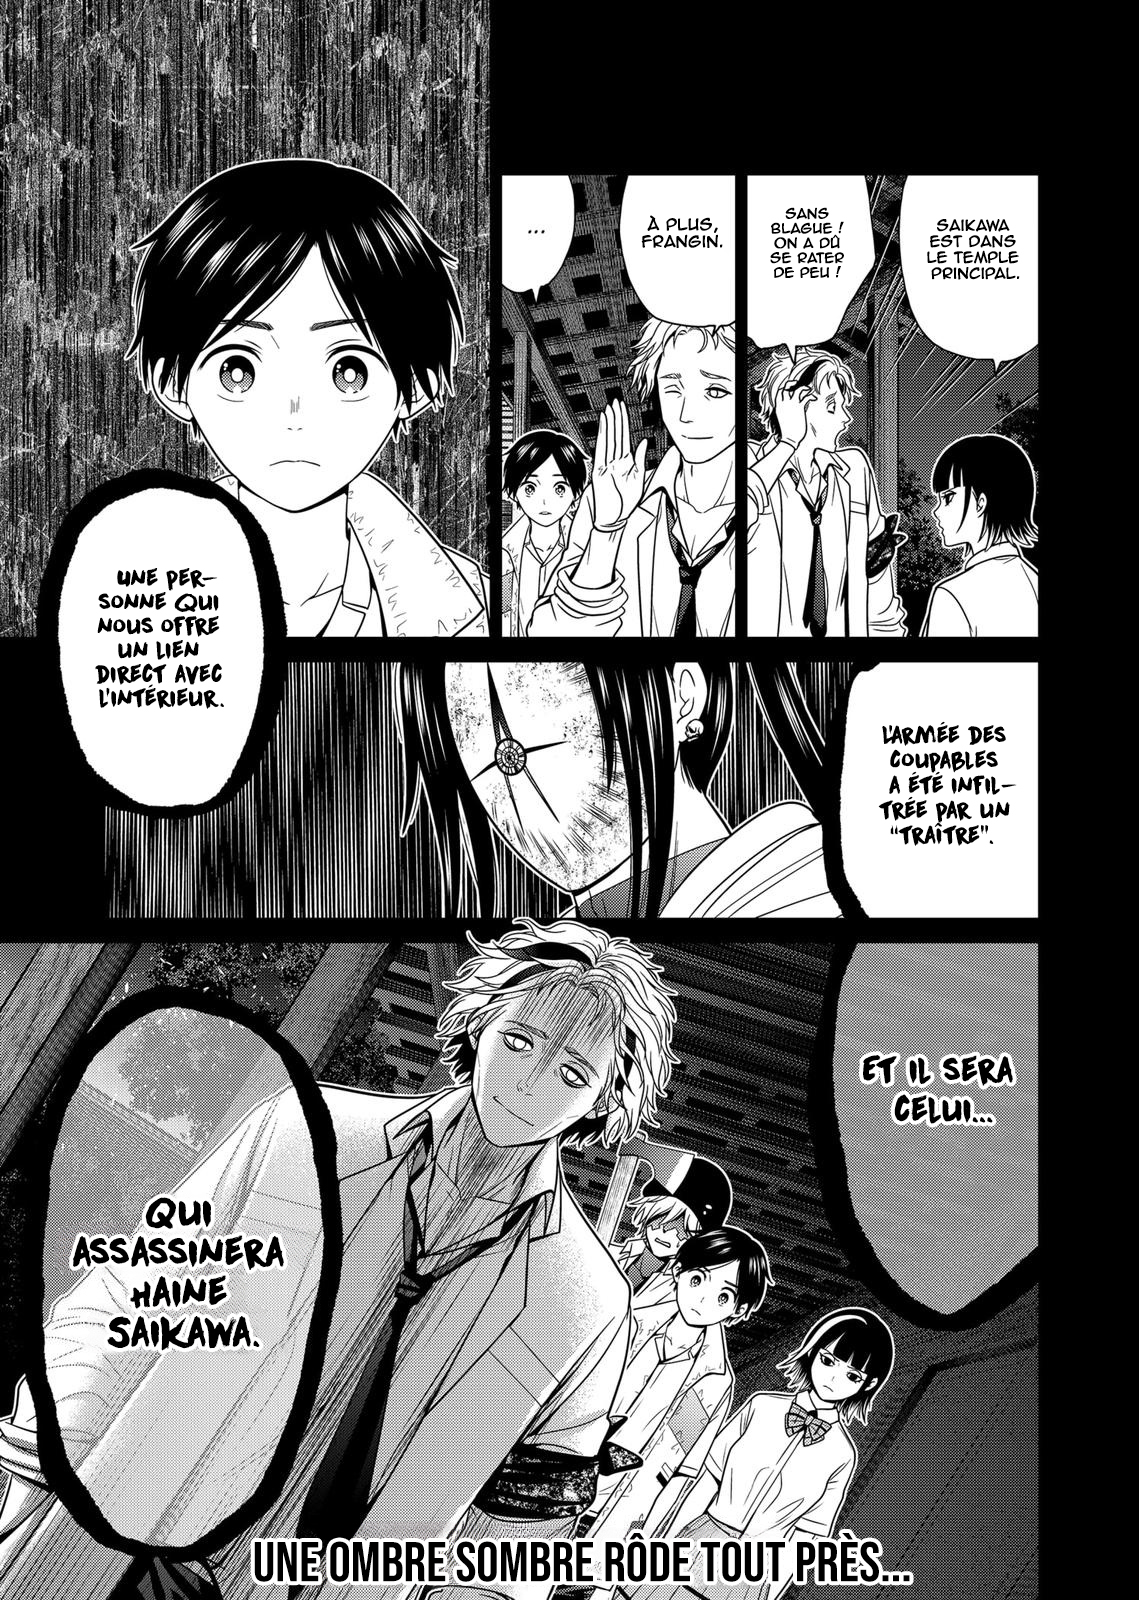 SAIKAWA
EST DANS
LE TEMPLE
PRINCIPAL.
SANS
BLAGUE !
ON A DÛ
SE RATER
DE PEU !
À PLUS,
FRANGIN.
...
L'ARMÉE DES
COUPABLES
A ÉTÉ INFIL-
TRÉE PAR UN
"TRAÎTRE".
UNE PER-
SONNE QUI
NOUS OFFRE
UN LIEN
DIRECT AVEC
L'INTÉRIEUR.
ET IL SERA
CELUI...
QUI
ASSASSINERA
HAINE
SAIKAWA.
UNE OMBRE SOMBRE RÔDE TOUT PRÈS...